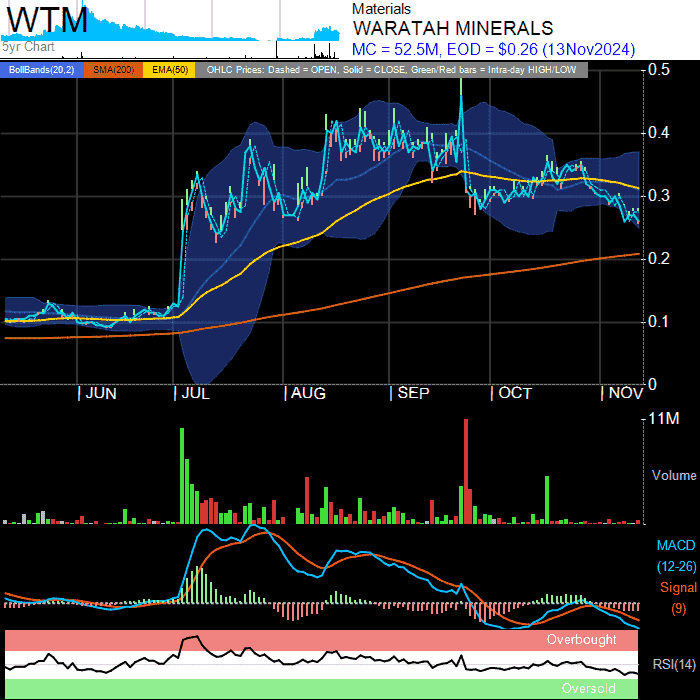 WTM
5yr Chart
Materials
WARATAH MINERALS
MC = 52.5M, EOD = $0.26 (13Nov2024)
BollBands(20,2) SMA(200) EMA(50) OHLC Prices: Dashed = OPEN, Solid = CLOSE, Green/Red bars = Intra-day HIGH/LOW
0.5
0.4
0.3
0.2
0.1
0
| JUN | JUL | AUG | SEP | OCT | NOV
11M
Volume
MACD
(12-26)
Signal
(9)
Overbought
RSI(14)
Oversold